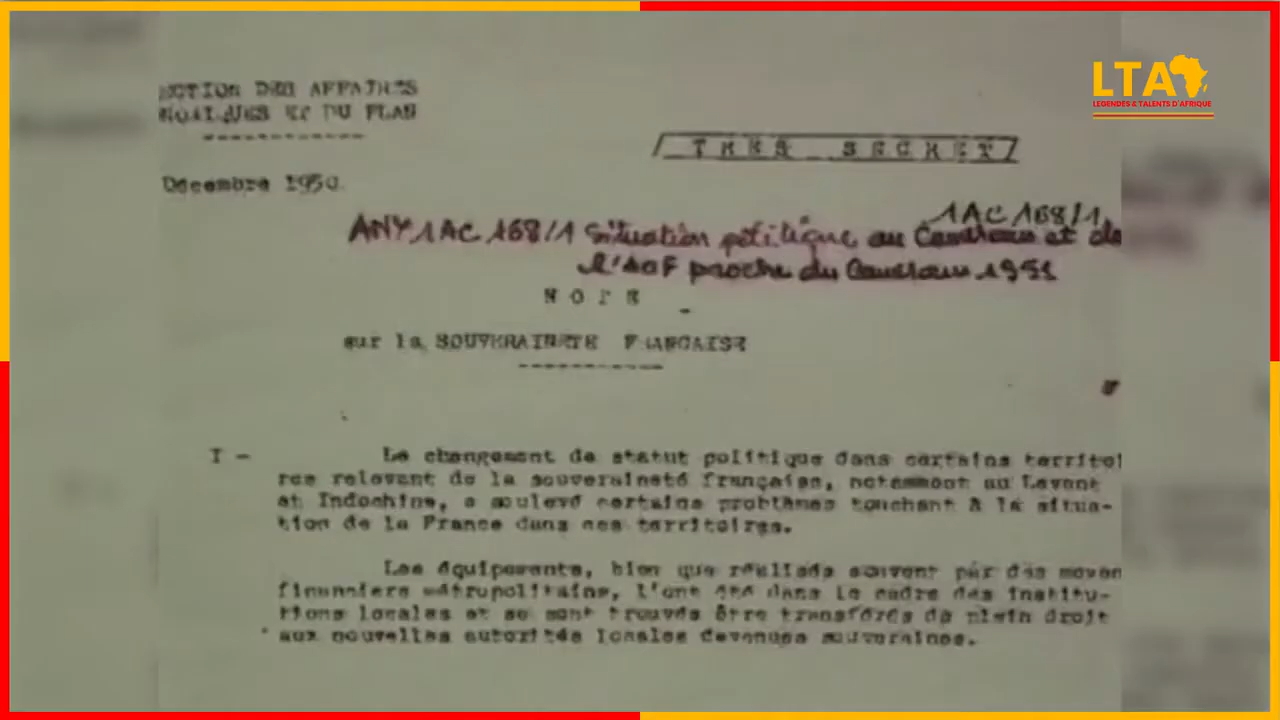 LTA
LEGENDES & TALENTS D'AFRIQUE
ECTION DES AFFAIRES
NOMIQUES ET DU PLAN
TRES SECRET
Décembre 1950.
1AC 168/1,
ANY 1AC 168/1 Situation politique au Cameroun et de
l'AOF proche du Cameroun 1951
NOTE
sur la SOUVERAINETE FRANCAISE
I - Le changement de statut politique dans certains territoi
res relevant de la souveraineté française, notamment au Levant
et Indochine, a soulevé certains problèmes touchant à la situa-
tion de la France dans ces territoires.
Les équipements, bien que réalisés souvent par des moyen
financiers métropolitains, l'ont été dans le cadre des institu-
tions locales et se sont trouvés être transférés de plein droit
aux nouvelles autorités locales devenues souveraines.